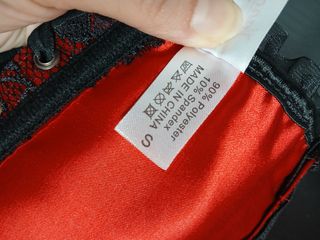 90% Polyester
10% Spandex
MADE IN CHINA
S